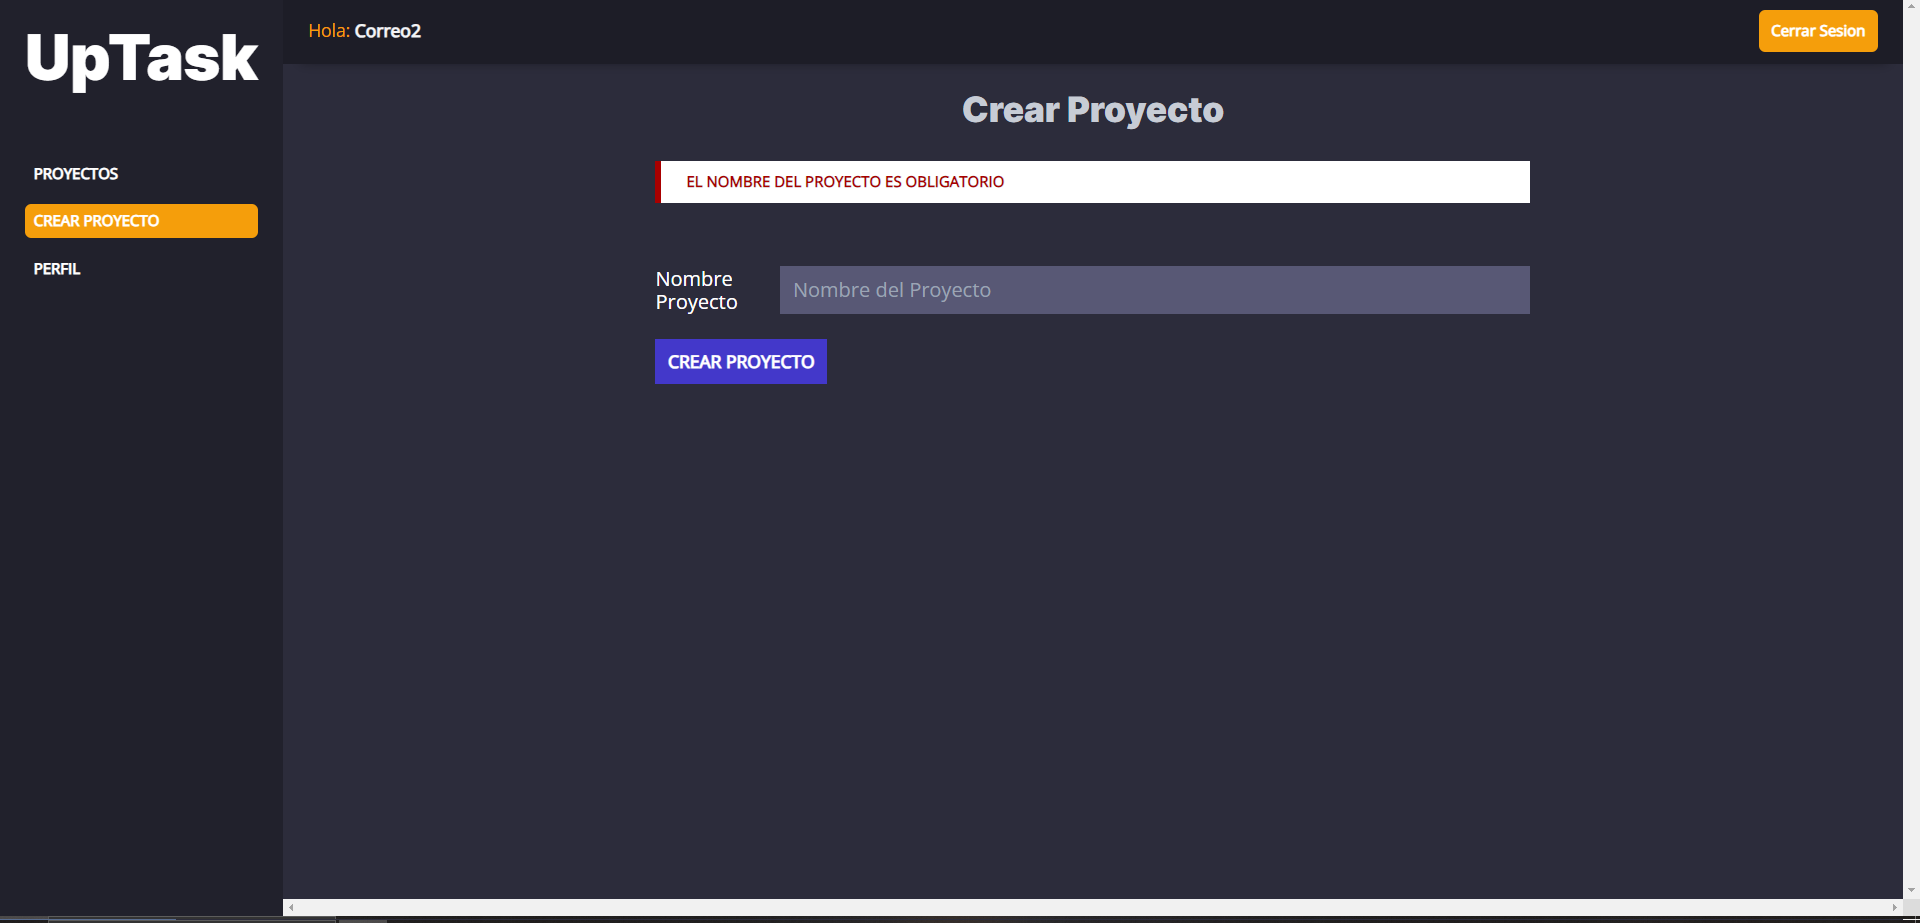 UpTask
PROYECTOS
CREAR PROYECTO
PERFIL
Hola: Correo2
Cerrar Sesion
Crear Proyecto
EL NOMBRE DEL PROYECTO ES OBLIGATORIO
Nombre
Proyecto
Nombre del Proyecto
CREAR PROYECTO